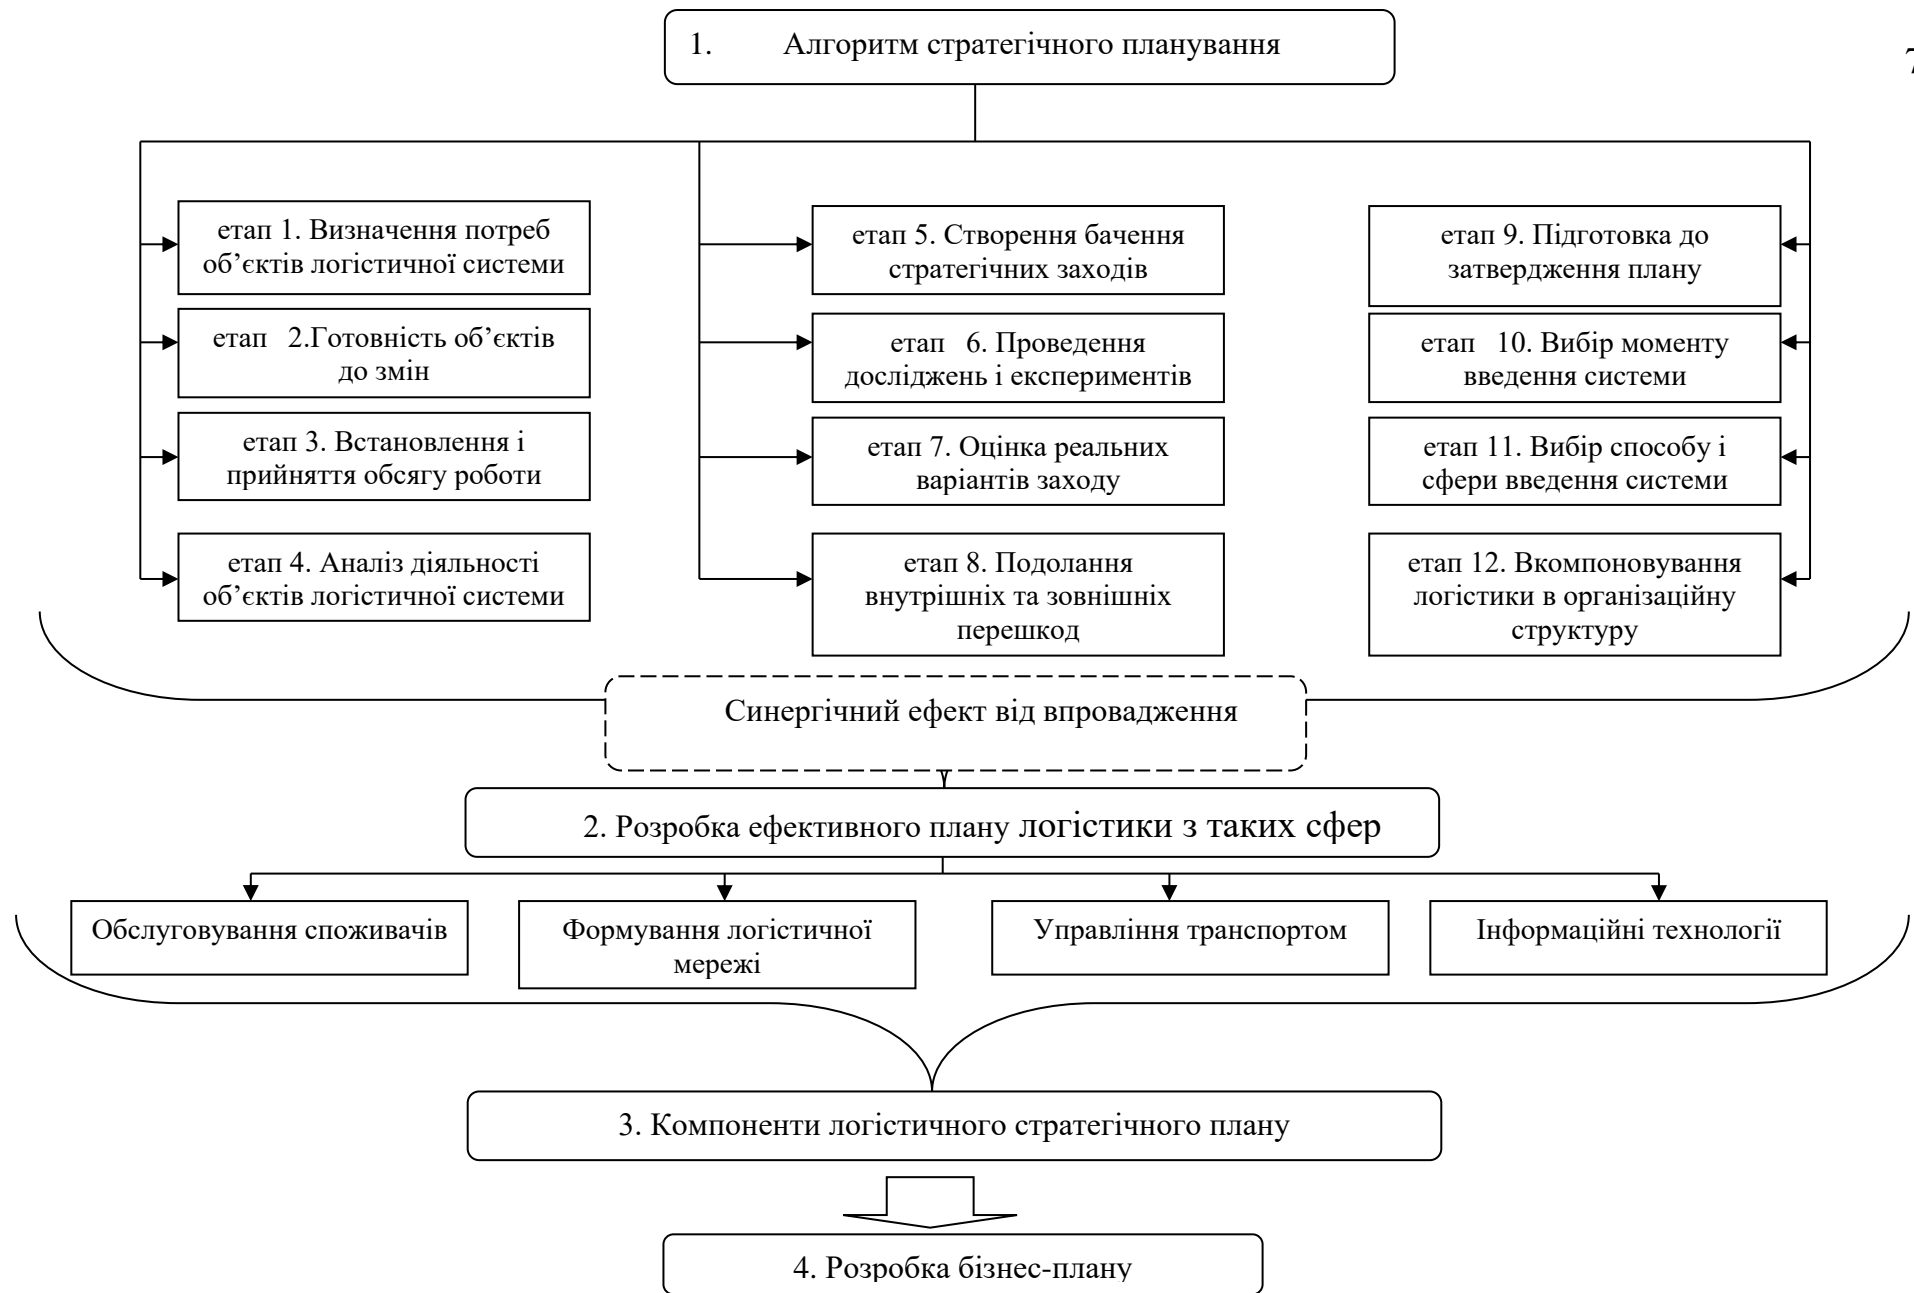 1. Алгоритм стратегічного планування
7
етап 1. Визначення потреб
об’єктів логістичної системи
етап 2.Готовність об’єктів
до змін
етап 3. Встановлення і
прийняття обсягу роботи
етап 4. Аналіз діяльності
об’єктів логістичної системи
етап 5. Створення бачення
стратегічних заходів
етап 6. Проведення
досліджень і експериментів
етап 7. Оцінка реальних
варіантів заходу
етап 8. Подолання
внутрішніх та зовнішніх
перешкод
етап 9. Підготовка до
затвердження плану
етап 10. Вибір моменту
введення системи
етап 11. Вибір способу і
сфери введення системи
етап 12. Вкомпоновування
логістики в організаційну
структуру
Синергічний ефект від впровадження
2. Розробка ефективного плану логістики з таких сфер
Обслуговування споживачів
Формування логістичної
мережі
Управління транспортом
Інформаційні технології
3. Компоненти логістичного стратегічного плану
4. Розробка бізнес-плану